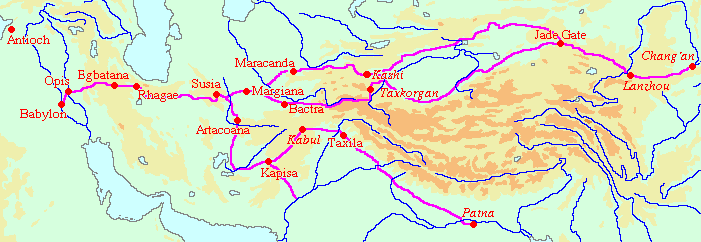 Antioch
Opis
Egbatana
Babylon
Rhagae
Susia
Maracanda
Margiana
Bactra
Artacoana
Kabul
Kapisa
Taxila
Kashi
Taxkorgan
Jade Gate
Chang'an
Lanzhou
Patna